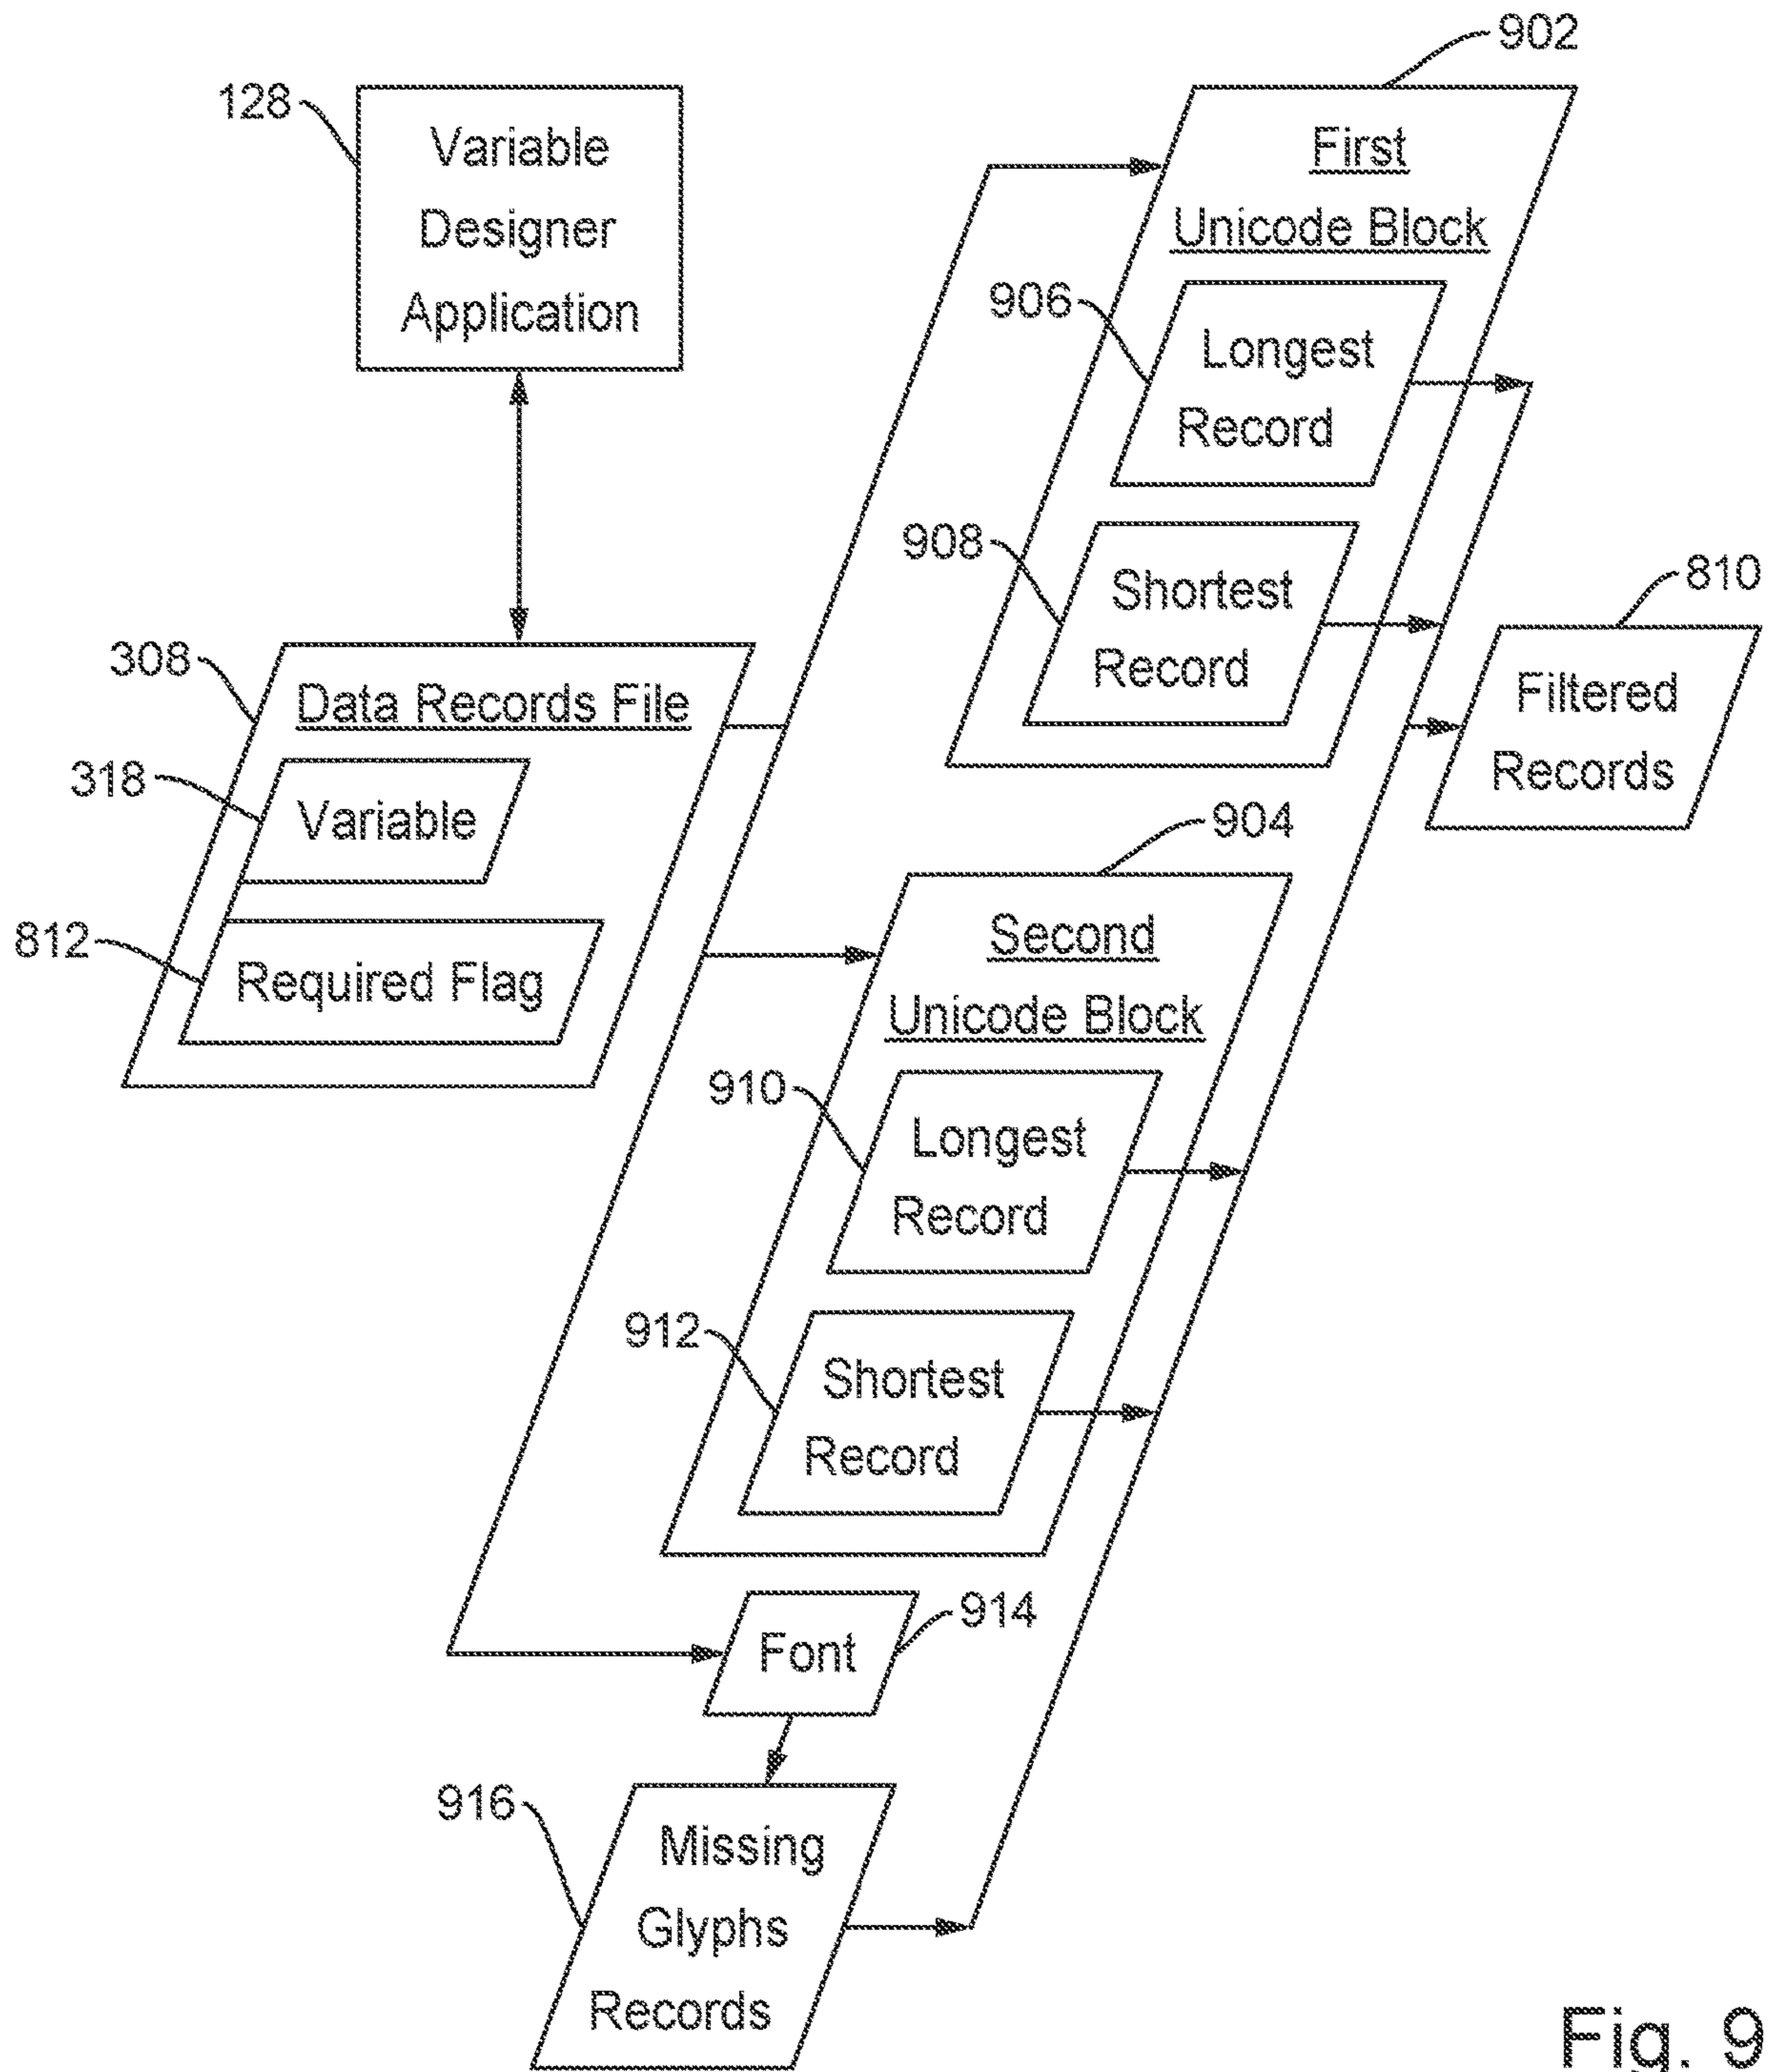 902
128
Variable
Designer
Application
First
Unicode Block
906
Longest
Record
908
Shortest
Record
810
Filtered
Records
308
Data Records File
318
Variable
812
Required Flag
904
Second
Unicode Block
910
Longest
Record
912
Shortest
Record
914
Font
916
Missing
Glyphs
Records
Fig. 9